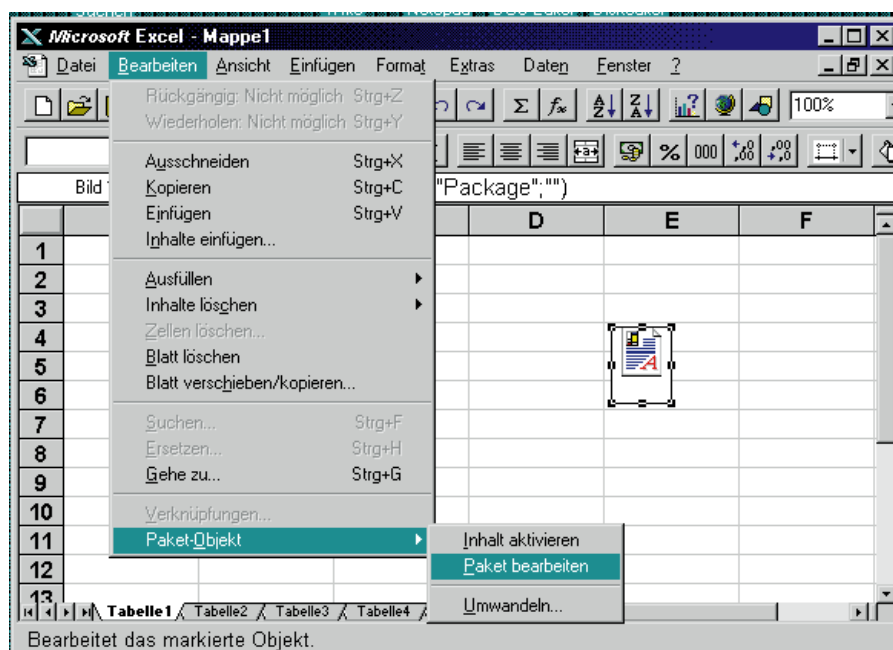 Microsoft Excel - Mappe1
Datei Bearbeiten Ansicht Einfügen Format Extras Daten Fenster ?
100%
Σ
%
000
Bild
"Package";"")
Rückgängig: Nicht möglich Strg+Z
Wiederholen: Nicht möglich Strg+Y
Ausschneiden Strg+X
Kopieren Strg+C
Einfügen Strg+V
Inhalte einfügen...
Ausfüllen
Inhalte löschen
Zellen löschen...
Blatt löschen
Blatt verschieben/kopieren...
Suchen... Strg+F
Ersetzen... Strg+H
Gehe zu... Strg+G
Verknüpfungen...
Paket-Objekt
Inhalt aktivieren
Paket bearbeiten
Umwandeln...
D E F
1
2
3
4
5
6
7
8
9
10
11
12
13
Tabelle1 Tabelle2 Tabelle3 Tabelle4
Bearbeitet das markierte Objekt.